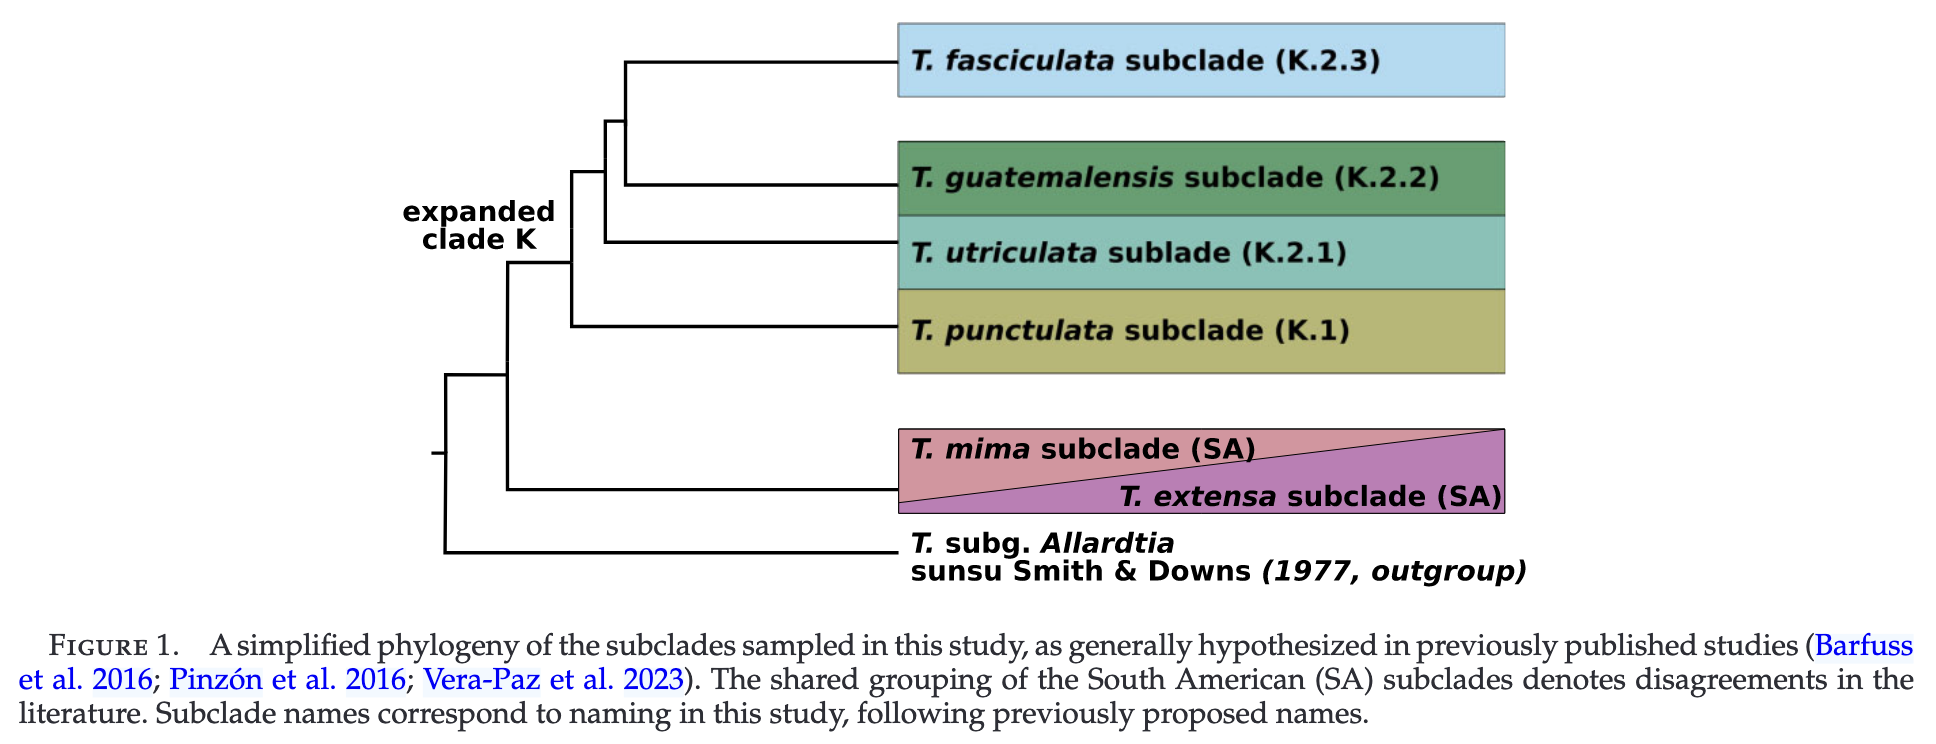 T. fasciculata subclade (K.2.3)
T. guatemalensis subclade (K.2.2)
expanded
clade K
T. utriculata sublade (K.2.1)
T. punctulata subclade (K.1)
T. mima subclade (SA)
T. extensa subclade (SA)
T. subg. Allardtia
sunsu Smith & Downs (1977, outgroup)
FIGURE 1. A simplified phylogeny of the subclades sampled in this study, as generally hypothesized in previously published studies (Barfuss
et al. 2016; Pinzón et al. 2016; Vera-Paz et al. 2023). The shared grouping of the South American (SA) subclades denotes disagreements in the
literature. Subclade names correspond to naming in this study, following previously proposed names.